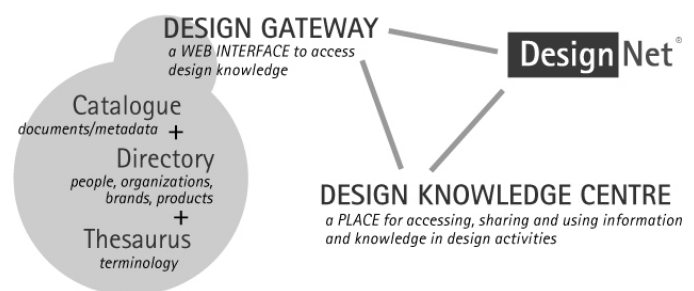 DESIGN GATEWAY
a WEB INTERFACE to access
design knowledge
Catalogue
documents/metadata +
Directory
people, organizations,
brands, products
+
Thesaurus
terminology
DesignNet®
DESIGN KNOWLEDGE CENTRE
a PLACE for accessing, sharing and using information
and knowledge in design activities